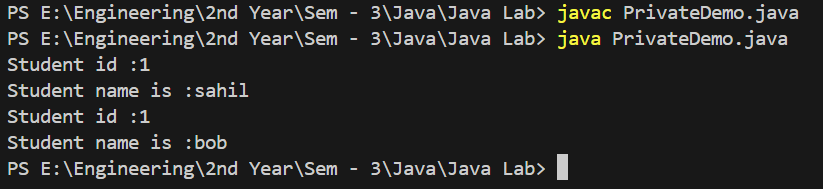 PS E:\Engineering\2nd Year\Sem - 3\Java\Java Lab> javac PrivateDemo.java
PS E:\Engineering\2nd Year\Sem - 3\Java\Java Lab> java PrivateDemo.java
Student id :1
Student name is :sahil
Student id :1
Student name is :bob
PS E:\Engineering\2nd Year\Sem - 3\Java\Java Lab>